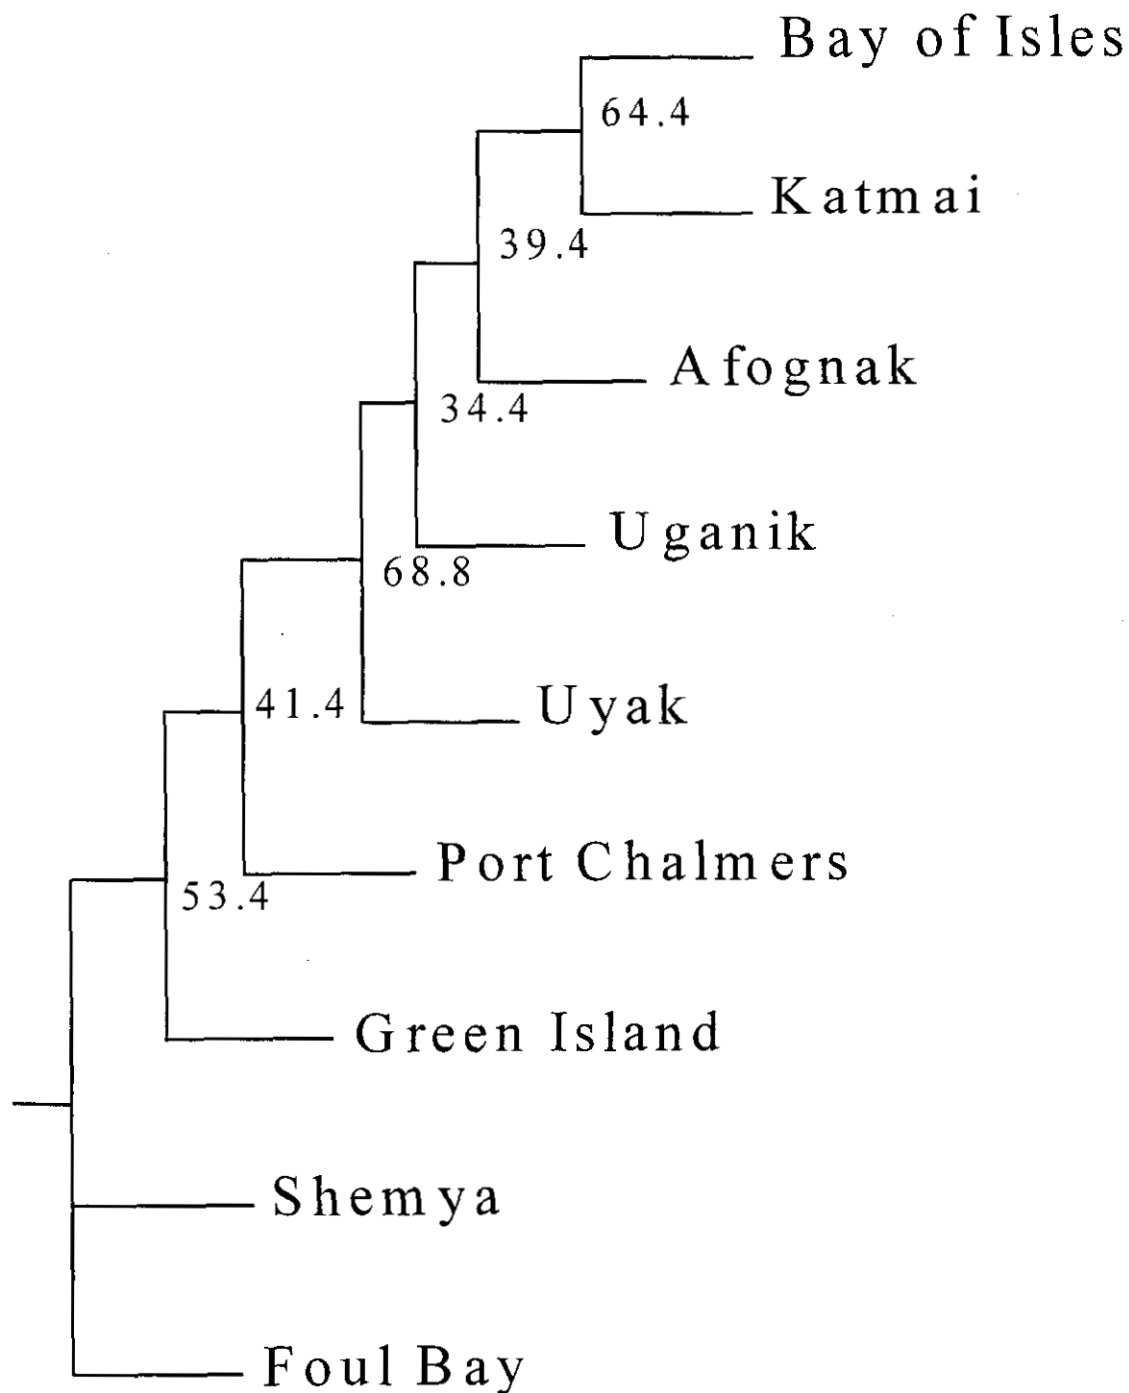 Bay of Isles
64.4
Katmai
39.4
Afognak
34.4
Uganik
68.8
Uyak
41.4
Port Chalmers
53.4
Green Island
Shemya
Foul Bay